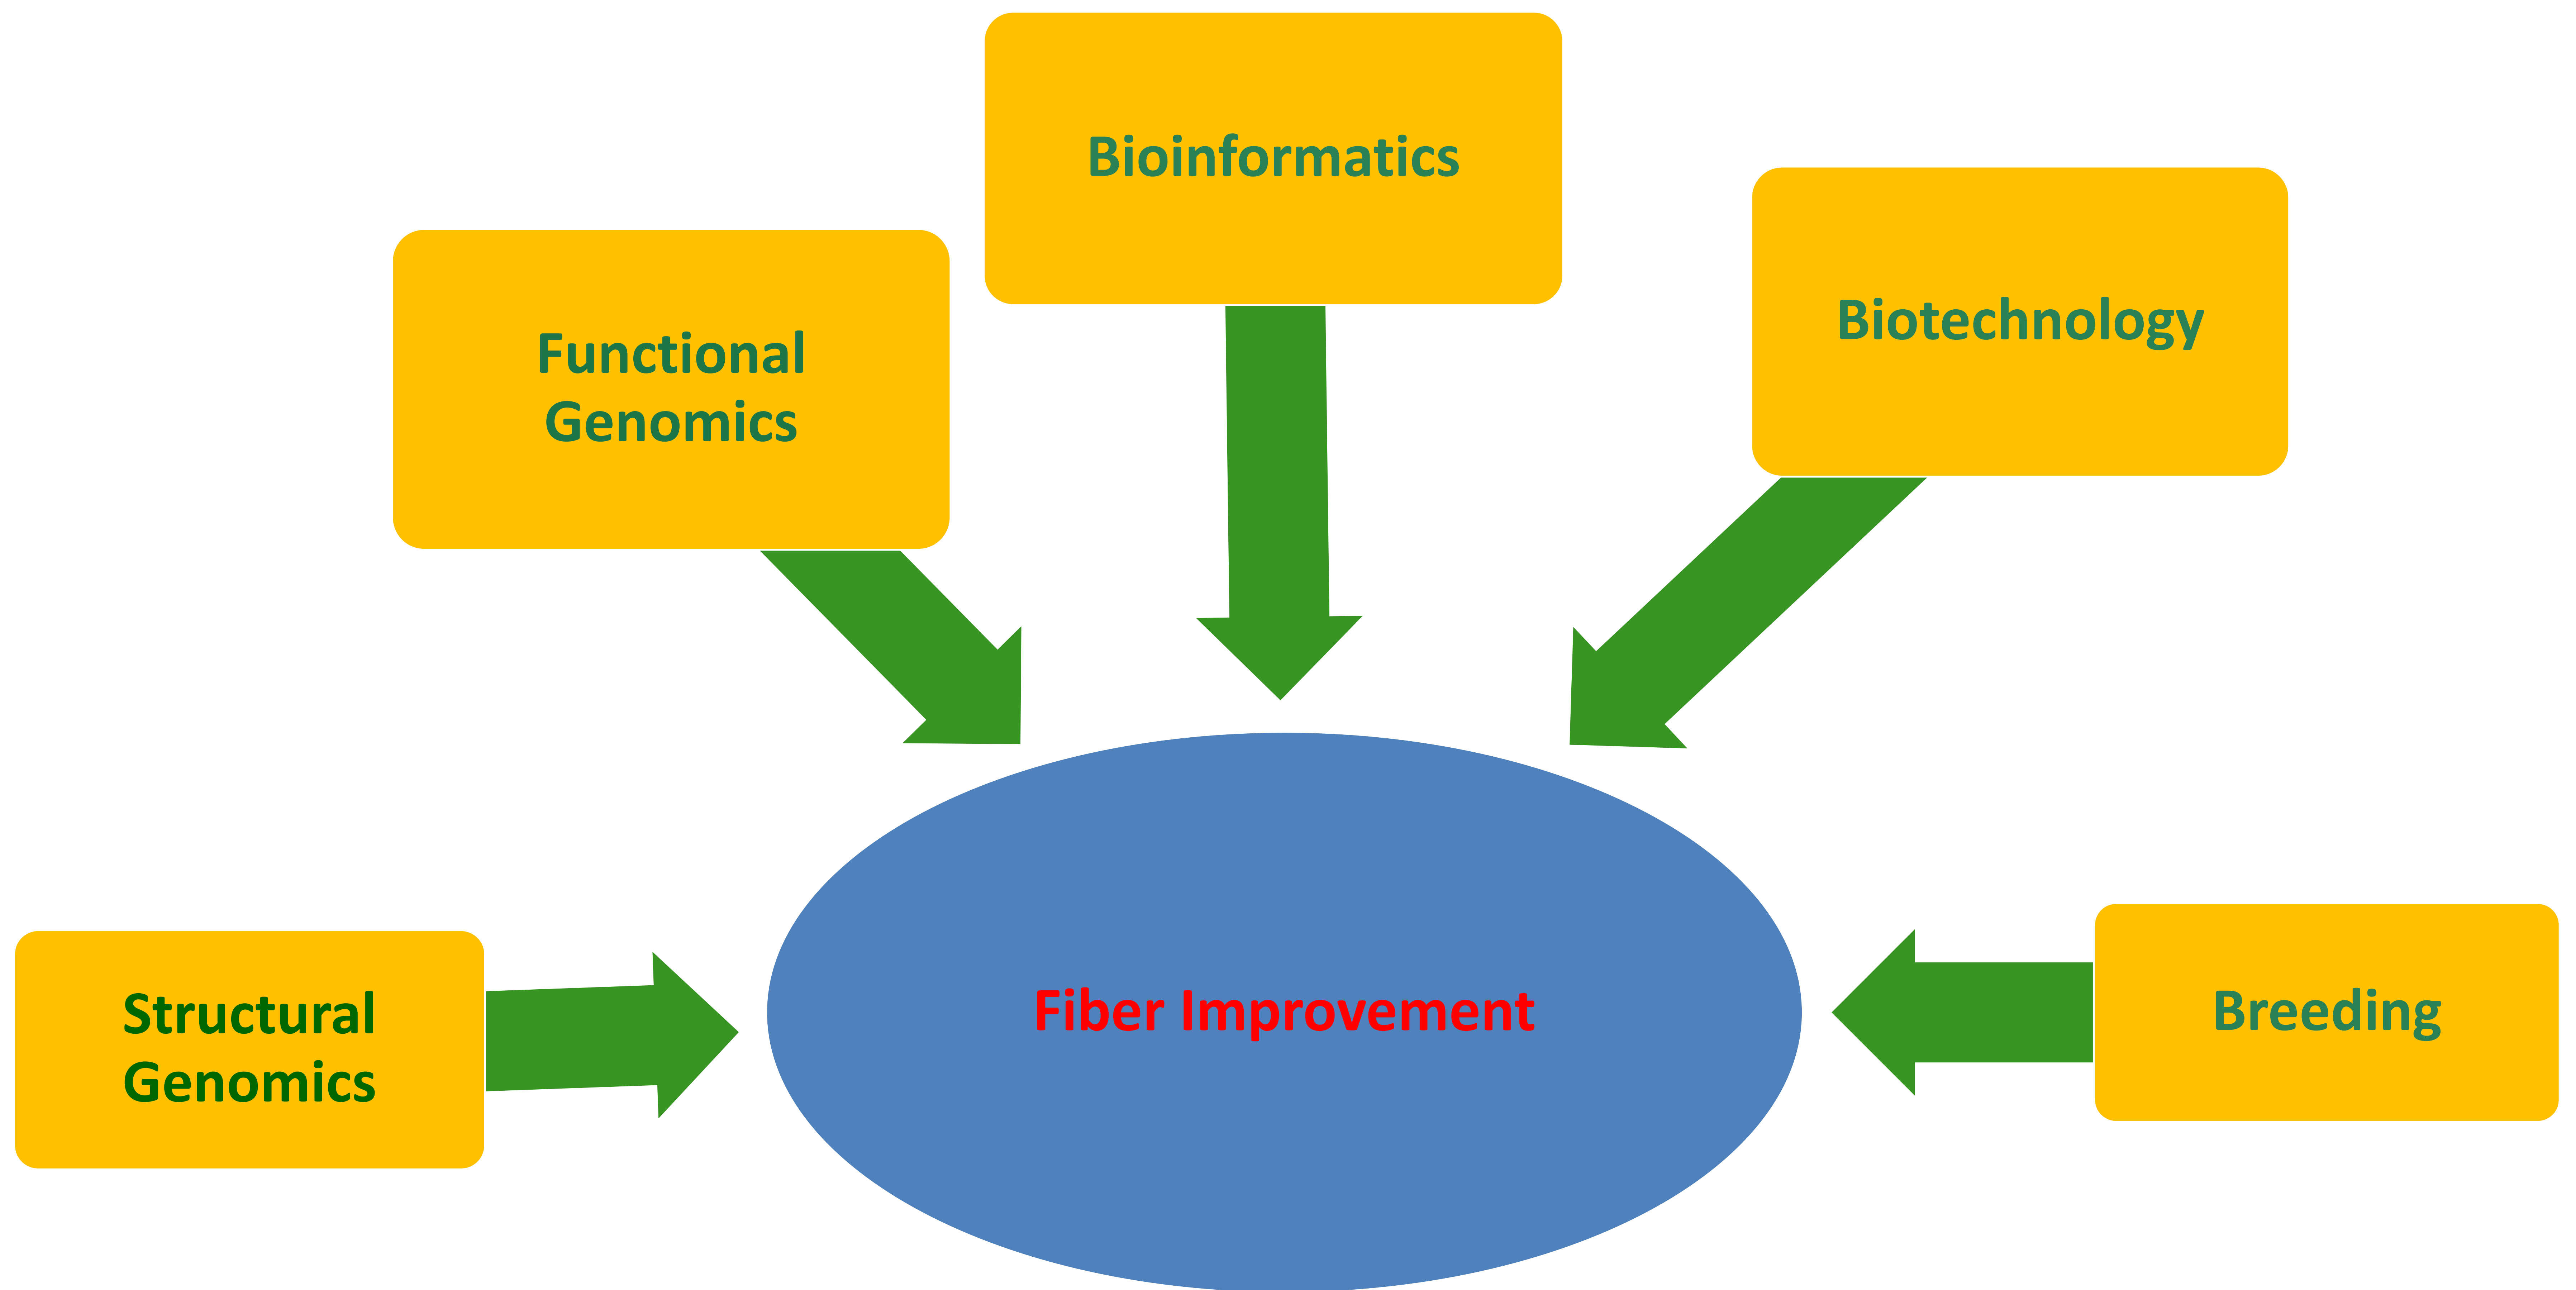 Bioinformatics
Biotechnology
Functional
Genomics
Structural
Genomics
Fiber Improvement
Breeding